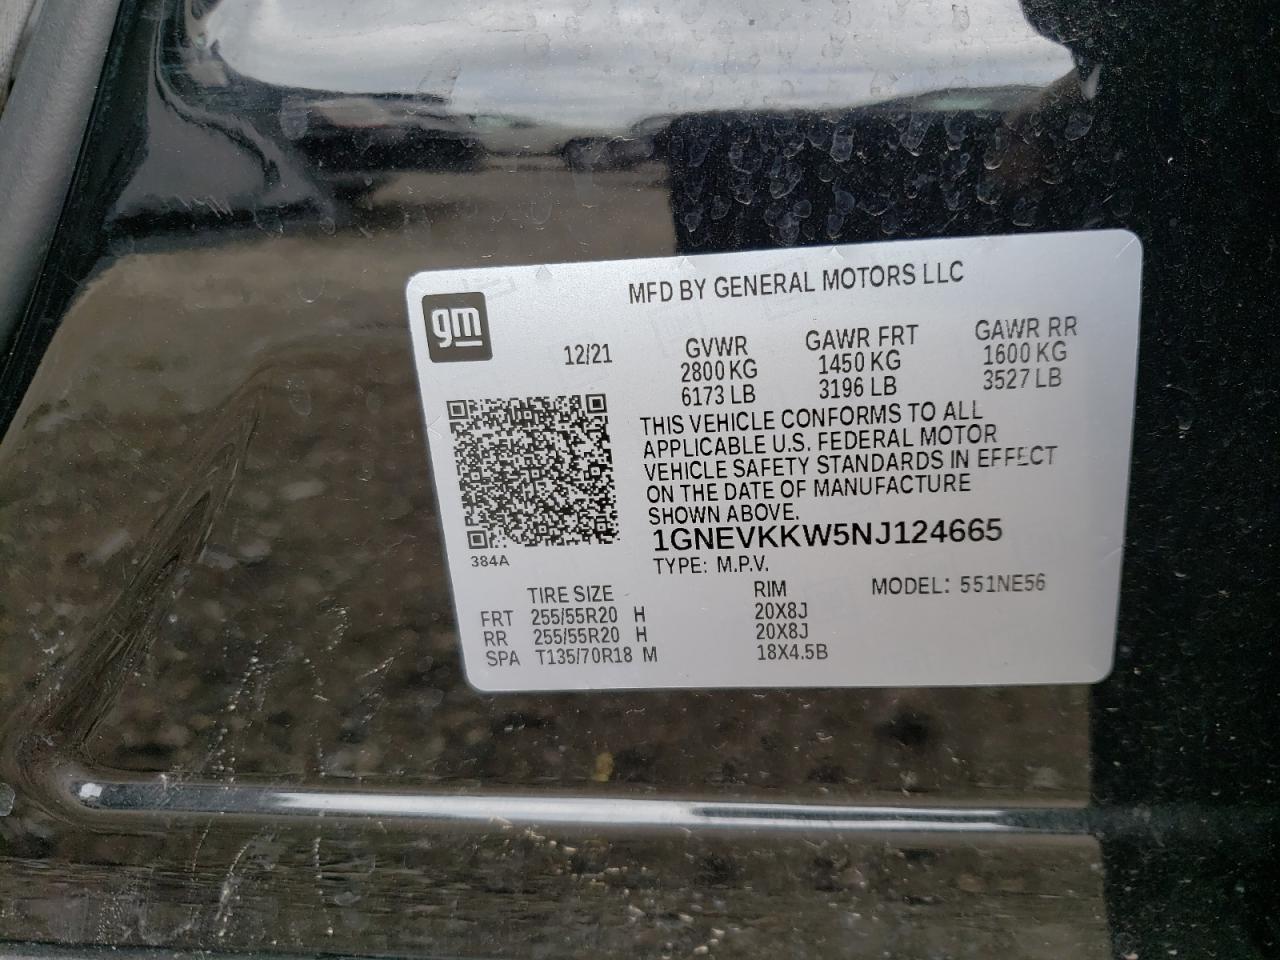 MFD BY GENERAL MOTORS LLC
gm
12/21
GVWR GAWR FRT GAWR RR
2800 KG 1450 KG 1600 KG
6173 LB 3196 LB 3527 LB
THIS VEHICLE CONFORMS TO ALL
APPLICABLE U.S. FEDERAL MOTOR
VEHICLE SAFETY STANDARDS IN EFFECT
ON THE DATE OF MANUFACTURE
SHOWN ABOVE.
1GNEVKKW5NJ124665
384A
TYPE: M.P.V.
TIRE SIZE RIM MODEL: 551NE56
FRT 255/55R20 H 20X8J
RR 255/55R20 H 20X8J
SPA T135/70R18 M 18X4.5B